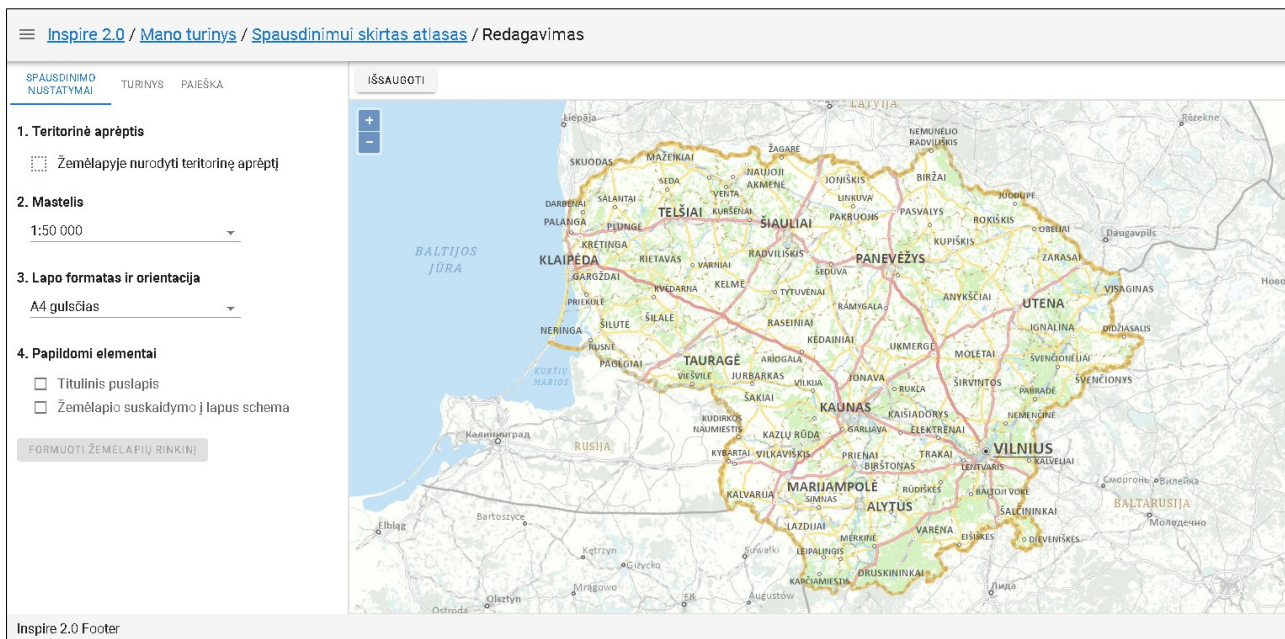 Inspire 2.0 / Mano turinys / Spausdinimui skirtas atlasas / Redagavimas
SPAUSDINIMO
NUSTATYMAI
TURINYS
PAIEŠKA
IŠSAUGOTI
1. Teritorinė aprėptis
Žemėlapyje nurodyti teritorinę aprėptį
2. Mastelis
1:50 000
3. Lapo formatas ir orientacija
A4 gulsčias
4. Papildomi elementai
Titulinis puslapis
Žemėlapio suskaidymo į lapus schema
FORMUOTI ŽEMĖLAPIŲ RINKINĮ
+
−
LATVIJA
Liepāja
Rēzekne
NEMUNĖLIO
RADVILIŠKIS
ŽAGARĖ
SKUODAS
MAŽEIKIAI
NAUJOJI
AKMENĖ
JONIŠKIS
BIRŽAI
SEDA
VENTA
LINKUVA
JUODUPĖ
DARBĖNAI
SALANTAI
TELŠIAI
KURŠĖNAI
ŠIAULIAI
PAKRUOJIS
PASVALYS
ROKIŠKIS
PALANGA
PLUNGĖ
OBELIAI
Daugavpils
KRETINGA
KUPIŠKIS
BALTIJOS
JŪRA
KLAIPĖDA
RIETAVAS
VARNIAI
RADVILIŠKIS
PANEVĖŽYS
ZARASAI
GARGŽDAI
ŠEDUVA
KVĖDARNA
KELMĖ
TYTUVĖNAI
VISAGINAS
Ново
PRIEKULĖ
RAMYGALA
ANYKŠČIAI
UTENA
NERINGA
ŠILUTĖ
ŠILALĖ
RASEINIAI
IGNALINA
DIDŽIASALIS
RUSNĖ
KĖDAINIAI
UKMERGĖ
MOLĖTAI
PAGĖGIAI
TAURAGĖ
ARIOGALA
ŠVENČIONĖLIAI
KURŠIŲ
MARIOS
VIEŠVILĖ
JURBARKAS
VILKIJA
JONAVA
RUKLA
ŠIRVINTOS
ŠVENČIONYS
PABRADĖ
ŠAKIAI
KAUNAS
KAIŠIADORYS
NEMENČINĖ
KUDIRKOS
NAUMIESTIS
Калининград
RUSIJA
KAZLŲ RŪDA
GARLIAVA
ELEKTRĖNAI
VILNIUS
KYBARTAI
VILKAVIŠKIS
PRIENAI
TRAKAI
KALVELIAI
BIRŠTONAS
LENTVARIS
Сморгонь
Вилейка
KALVARIJA
MARIJAMPOLĖ
SIMNAS
RŪDIŠKĖS
BALTOJI VOKĖ
BALTARUSIJA
ALYTUS
ŠALČININKAI
Молодечно
Elbląg
Bartoszyce
LAZDIJAI
VARĖNA
MERKINĖ
EIŠIŠKĖS
DIEVENIŠKĖS
Kętrzyn
Suwałki
LEIPALINGIS
Giżycko
DRUSKININKAI
KAPČIAMIESTIS
Mrągowo
Лида
Olsztyn
Ełk
Augustów
Ostróda
Inspire 2.0 Footer